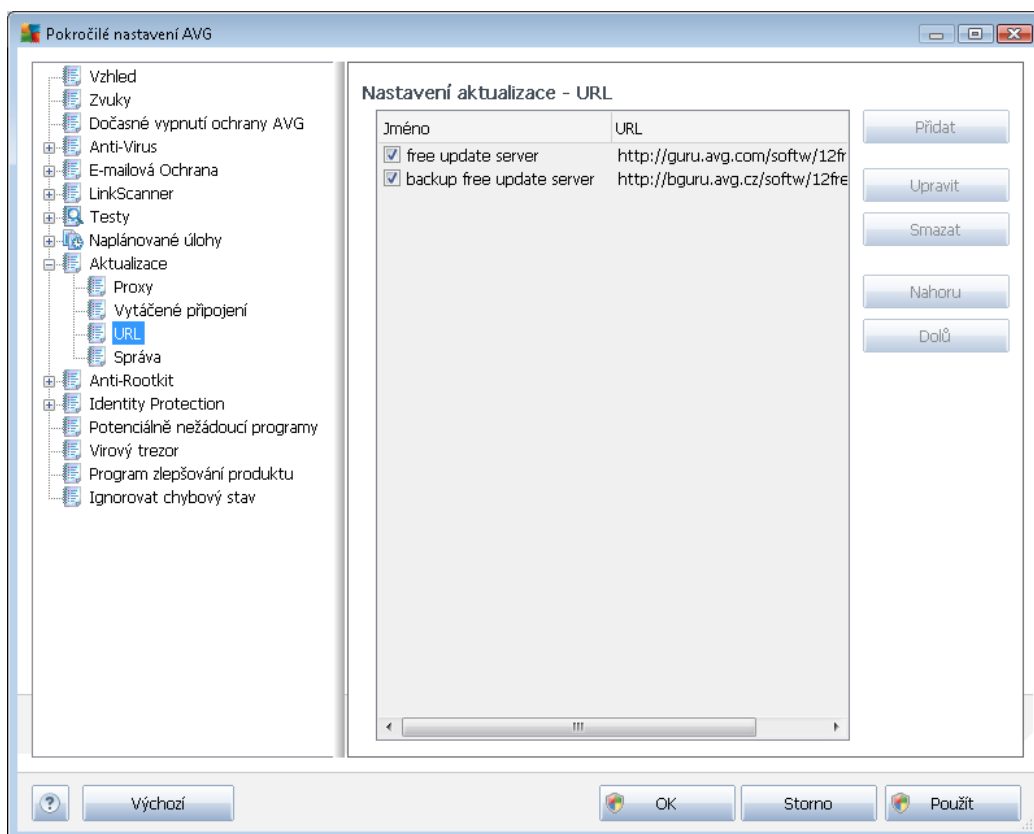 Pokročilé nastavení AVG
Vzhled
Zvuky
Dočasné vypnutí ochrany AVG
Anti-Virus
E-mailová Ochrana
LinkScanner
Testy
Naplánované úlohy
Aktualizace
Proxy
Vytáčené připojení
URL
Správa
Anti-Rootkit
Identity Protection
Potenciálně nežádoucí programy
Virový trezor
Program zlepšování produktu
Ignorovat chybový stav
Nastavení aktualizace - URL
Jméno URL
free update server http://guru.avg.com/softw/12fr
backup free update server http://bguru.avg.cz/softw/12fre
Přidat
Upravit
Smazat
Nahoru
Dolů
? Výchozí OK Storno Použít